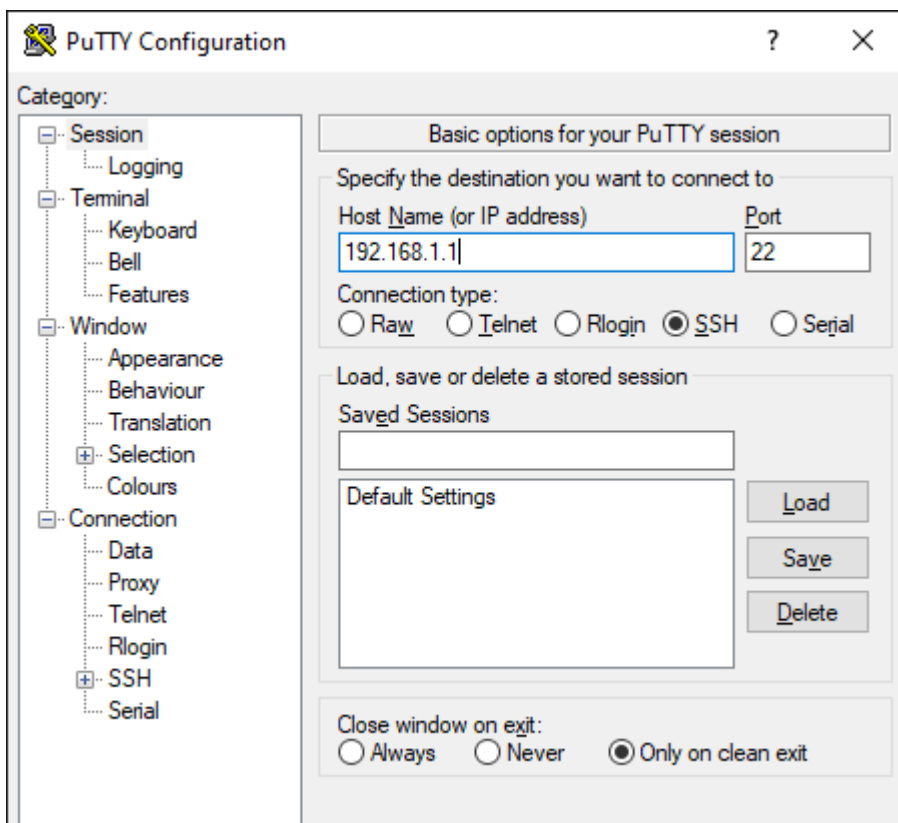 PuTTY Configuration
?
Category:
Session
Logging
Terminal
Keyboard
Bell
Features
Window
Appearance
Behaviour
Translation
Selection
Colours
Connection
Data
Proxy
Telnet
Rlogin
SSH
Serial
Basic options for your PuTTY session
Specify the destination you want to connect to
Host Name (or IP address) Port
192.168.1.1 22
Connection type:
Raw Telnet Rlogin SSH Serial
Load, save or delete a stored session
Saved Sessions
Default Settings
Load
Save
Delete
Close window on exit:
Always Never Only on clean exit